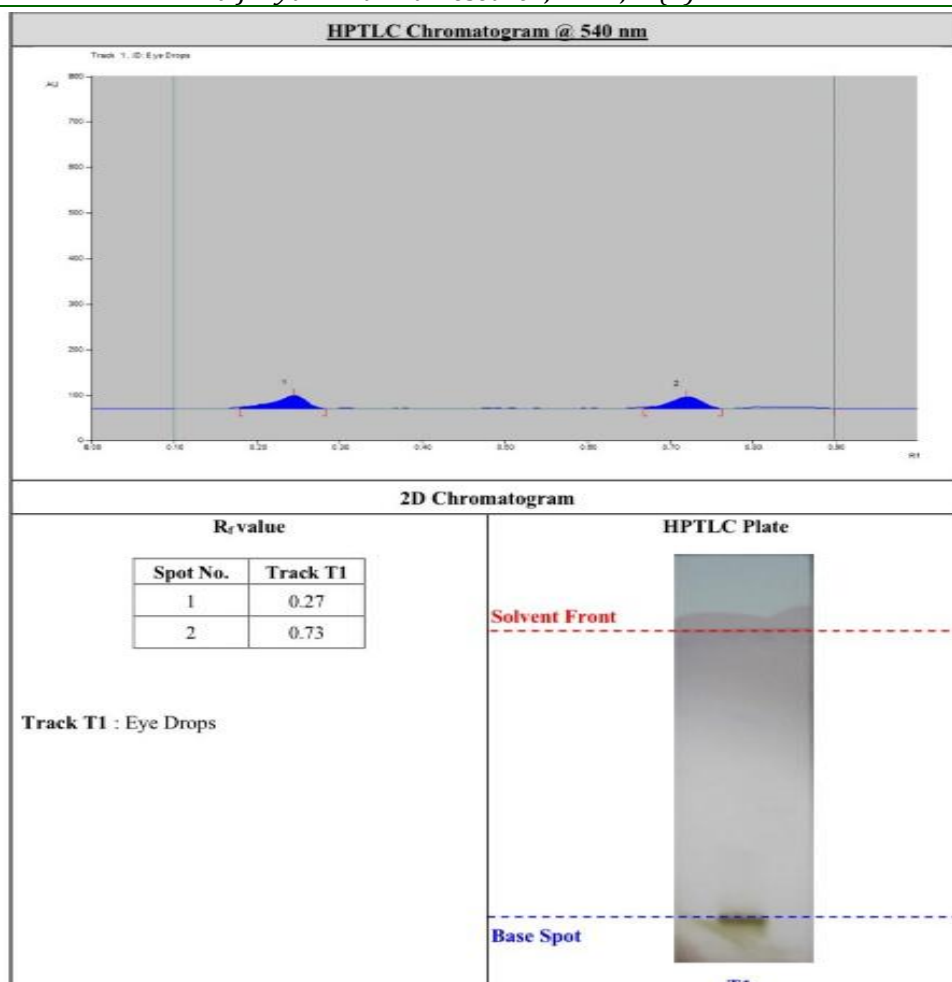 HPTLC Chromatogram @ 540 nm
Track 1, ID: Eye Drops
AU
800
700
600
500
400
300
200
100
0
0.00 0.10 0.20 0.30 0.40 0.50 0.60 0.70 0.80 0.90
Rf
1
2
2D Chromatogram
Rf value
Spot No. Track T1
1 0.27
2 0.73
Track T1 : Eye Drops
HPTLC Plate
Solvent Front
Base Spot